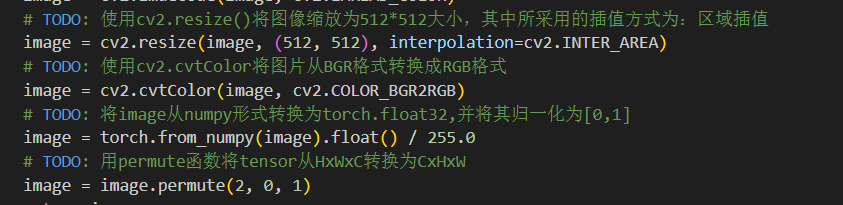 # TODO: 使用cv2.resize()将图像缩放为512*512大小，其中所采用的插值方式为：区域插值
image = cv2.resize(image, (512, 512), interpolation=cv2.INTER_AREA)
# TODO: 使用cv2.cvtColor将图片从BGR格式转换成RGB格式
image = cv2.cvtColor(image, cv2.COLOR_BGR2RGB)
# TODO: 将image从numpy形式转换为torch.float32,并将其归一化为[0,1]
image = torch.from_numpy(image).float() / 255.0
# TODO: 用permute函数将tensor从HxWxC转换为CxHxW
image = image.permute(2, 0, 1)